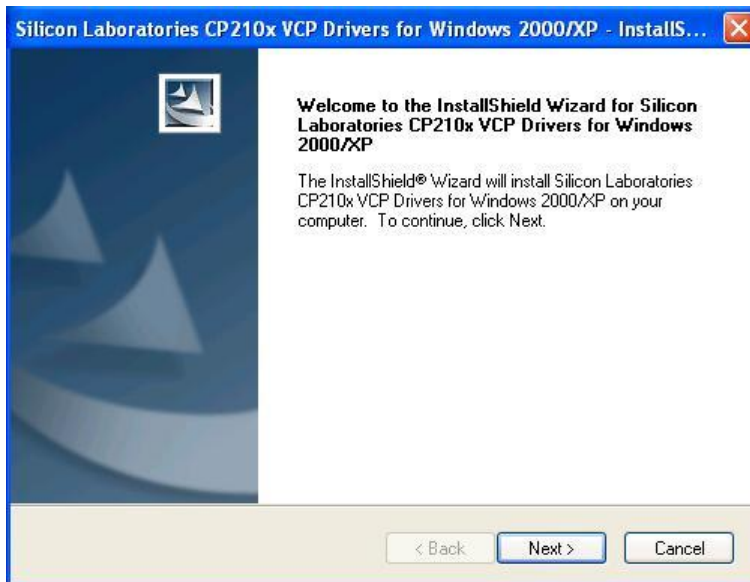 Silicon Laboratories CP210x VCP Drivers for Windows 2000/XP - InstallS...
Welcome to the InstallShield Wizard for Silicon
Laboratories CP210x VCP Drivers for Windows
2000/XP
The InstallShield® Wizard will install Silicon Laboratories
CP210x VCP Drivers for Windows 2000/XP on your
computer. To continue, click Next.
< Back Next > Cancel